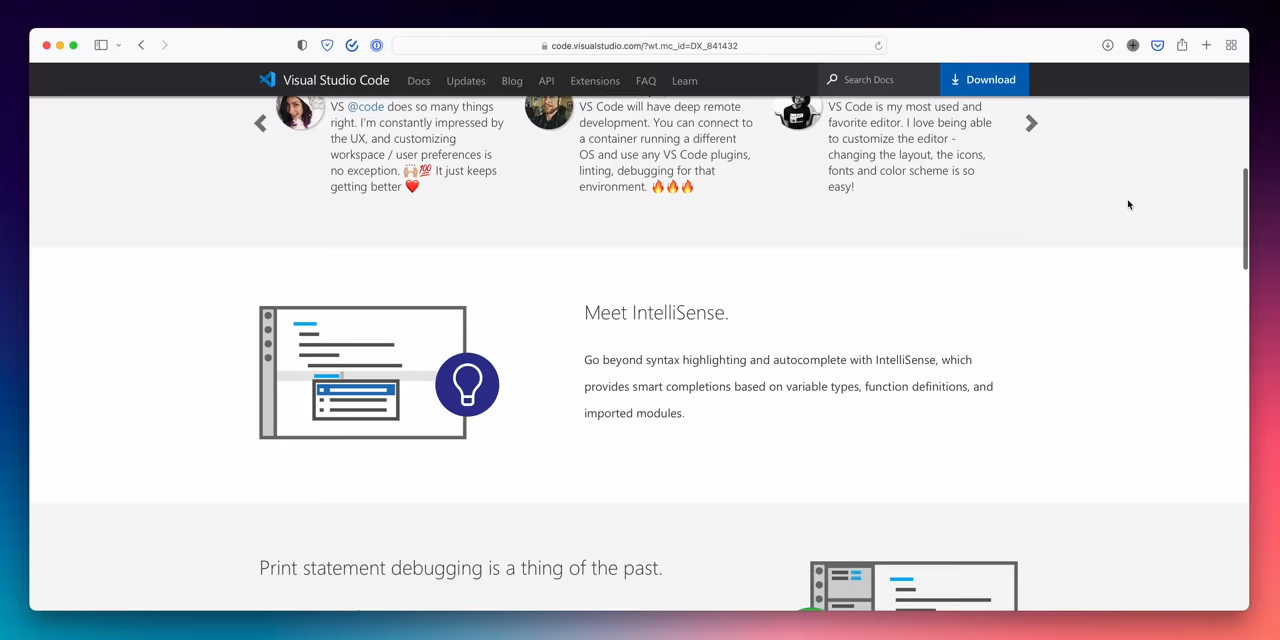 code.visualstudio.com/?wt.mc_id=DX_841432
Visual Studio Code
Docs
Updates
Blog
API
Extensions
FAQ
Learn
Search Docs
Download
VS @code does so many things
right. I'm constantly impressed by
the UX, and customizing
workspace / user preferences is
no exception. 🙌🏼💯 It just keeps
getting better ❤️
VS Code will have deep remote
development. You can connect to
a container running a different
OS and use any VS Code plugins,
linting, debugging for that
environment. 🔥🔥🔥
VS Code is my most used and
favorite editor. I love being able
to customize the editor -
changing the layout, the icons,
fonts and color scheme is so
easy!
Meet IntelliSense.
Go beyond syntax highlighting and autocomplete with IntelliSense, which
provides smart completions based on variable types, function definitions, and
imported modules.
Print statement debugging is a thing of the past.